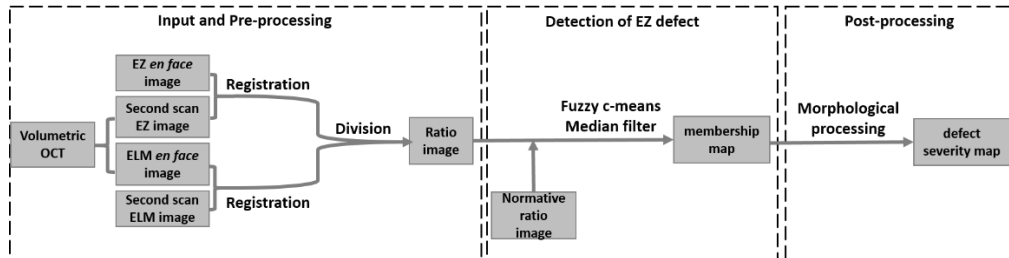 Input and Pre-processing
Detection of EZ defect
Post-processing
EZ en face
image
Registration
Second scan
EZ image
Volumetric
OCT
Division
Ratio
image
ELM en face
image
Second scan
ELM image
Registration
Fuzzy c-means
Median filter
membership
map
Normative
ratio
image
Morphological
processing
defect
severity map